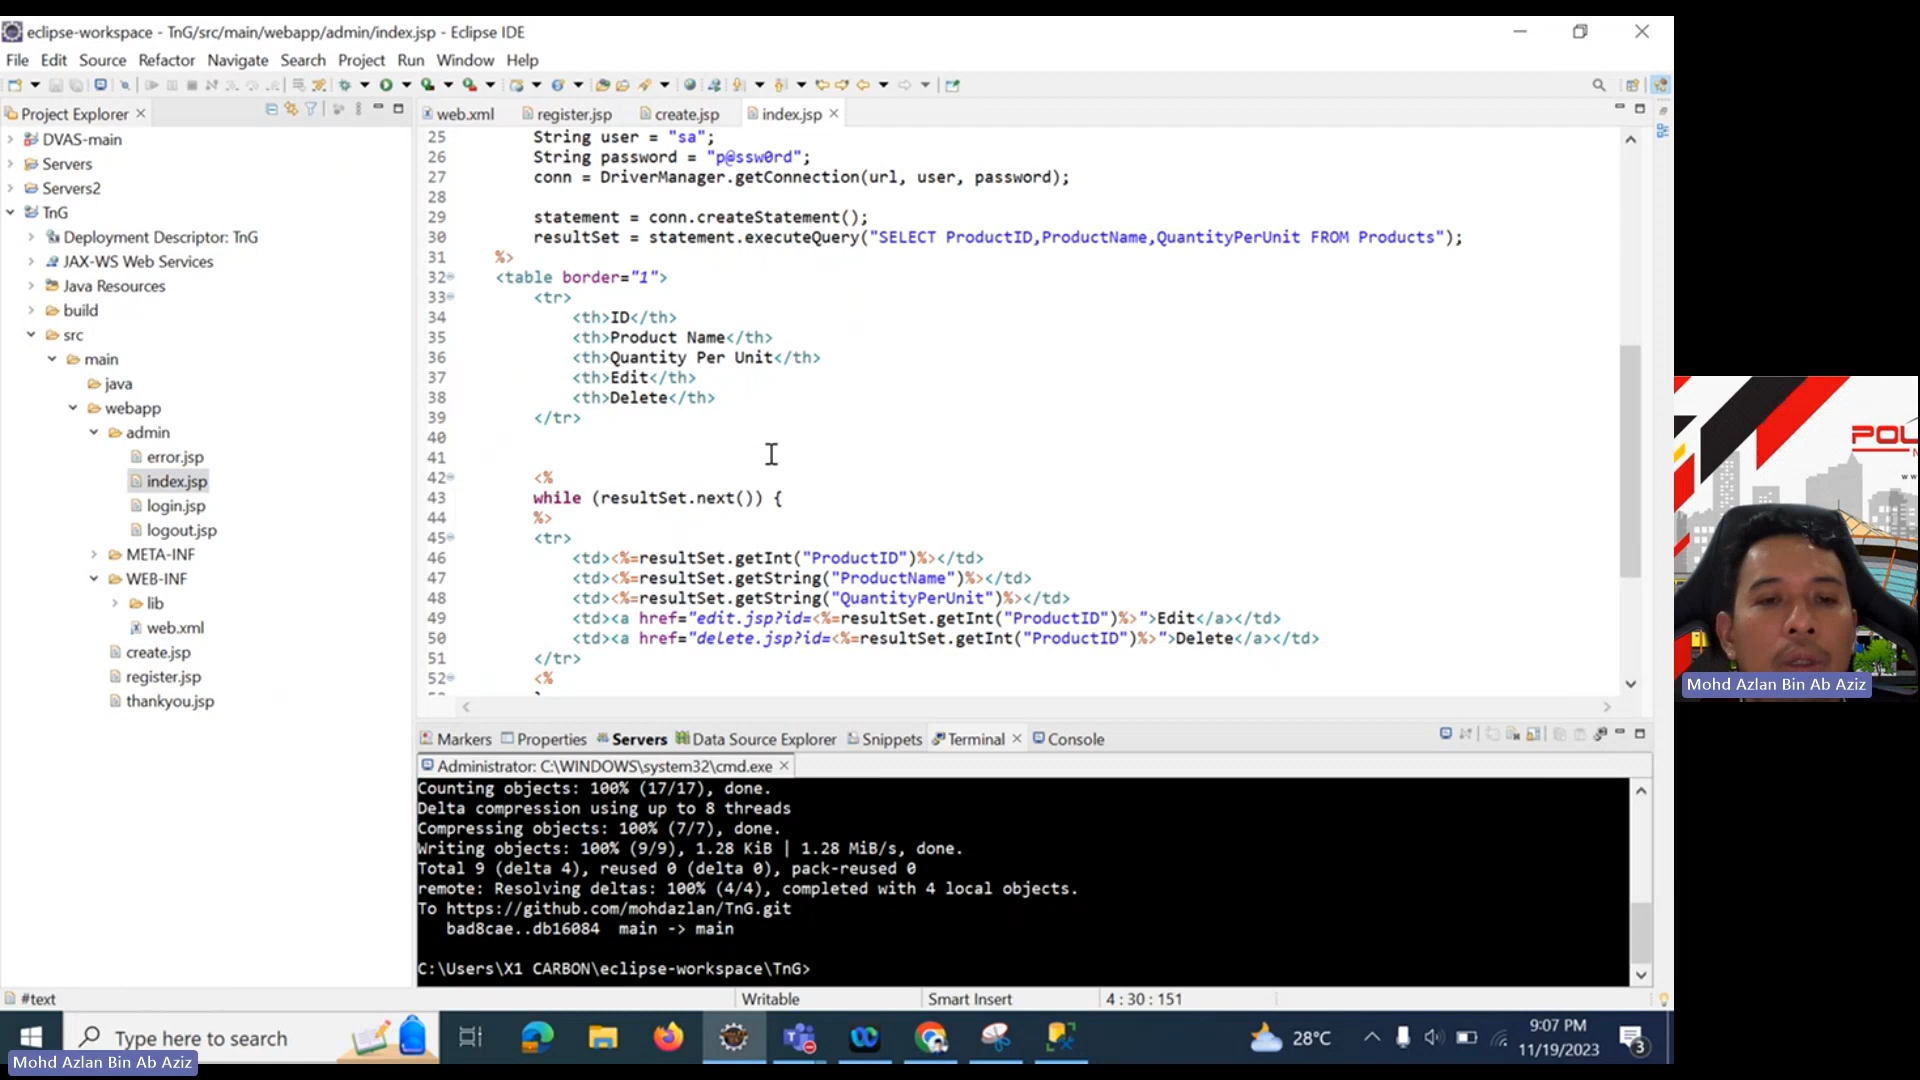 eclipse-workspace - TnG/src/main/webapp/admin/index.jsp - Eclipse IDE
File Edit Source Refactor Navigate Search Project Run Window Help
Project Explorer
DVAS-main
Servers
Servers2
TnG
Deployment Descriptor: TnG
JAX-WS Web Services
Java Resources
build
src
main
java
webapp
admin
error.jsp
index.jsp
login.jsp
logout.jsp
META-INF
WEB-INF
lib
web.xml
create.jsp
register.jsp
thankyou.jsp
web.xml register.jsp create.jsp index.jsp
25 String user = "sa";
26 String password = "p@ssw0rd";
27 conn = DriverManager.getConnection(url, user, password);
28
29 statement = conn.createStatement();
30 resultSet = statement.executeQuery("SELECT ProductID,ProductName,QuantityPerUnit FROM Products");
31 %>
32 <table border="1">
33 <tr>
34 <th>ID</th>
35 <th>Product Name</th>
36 <th>Quantity Per Unit</th>
37 <th>Edit</th>
38 <th>Delete</th>
39 </tr>
40
41
42 <%
43 while (resultSet.next()) {
44 %>
45 <tr>
46 <td><%=resultSet.getInt("ProductID")%></td>
47 <td><%=resultSet.getString("ProductName")%></td>
48 <td><%=resultSet.getString("QuantityPerUnit")%></td>
49 <td><a href="edit.jsp?id=<%=resultSet.getInt("ProductID")%>">Edit</a></td>
50 <td><a href="delete.jsp?id=<%=resultSet.getInt("ProductID")%>">Delete</a></td>
51 </tr>
52 <%
Markers Properties Servers Data Source Explorer Snippets Terminal Console
Administrator: C:\WINDOWS\system32\cmd.exe
Counting objects: 100% (17/17), done.
Delta compression using up to 8 threads
Compressing objects: 100% (7/7), done.
Writing objects: 100% (9/9), 1.28 KiB | 1.28 MiB/s, done.
Total 9 (delta 4), reused 0 (delta 0), pack-reused 0
remote: Resolving deltas: 100% (4/4), completed with 4 local objects.
To https://github.com/mohdazlan/TnG.git
bad8cae..db16084 main -> main
C:\Users\X1 CARBON\eclipse-workspace\TnG>
#text Writable Smart Insert 4 : 30 : 151
Type here to search
28°C
9:07 PM
11/19/2023
3
Mohd Azlan Bin Ab Aziz
POL
Mohd Azlan Bin Ab Aziz